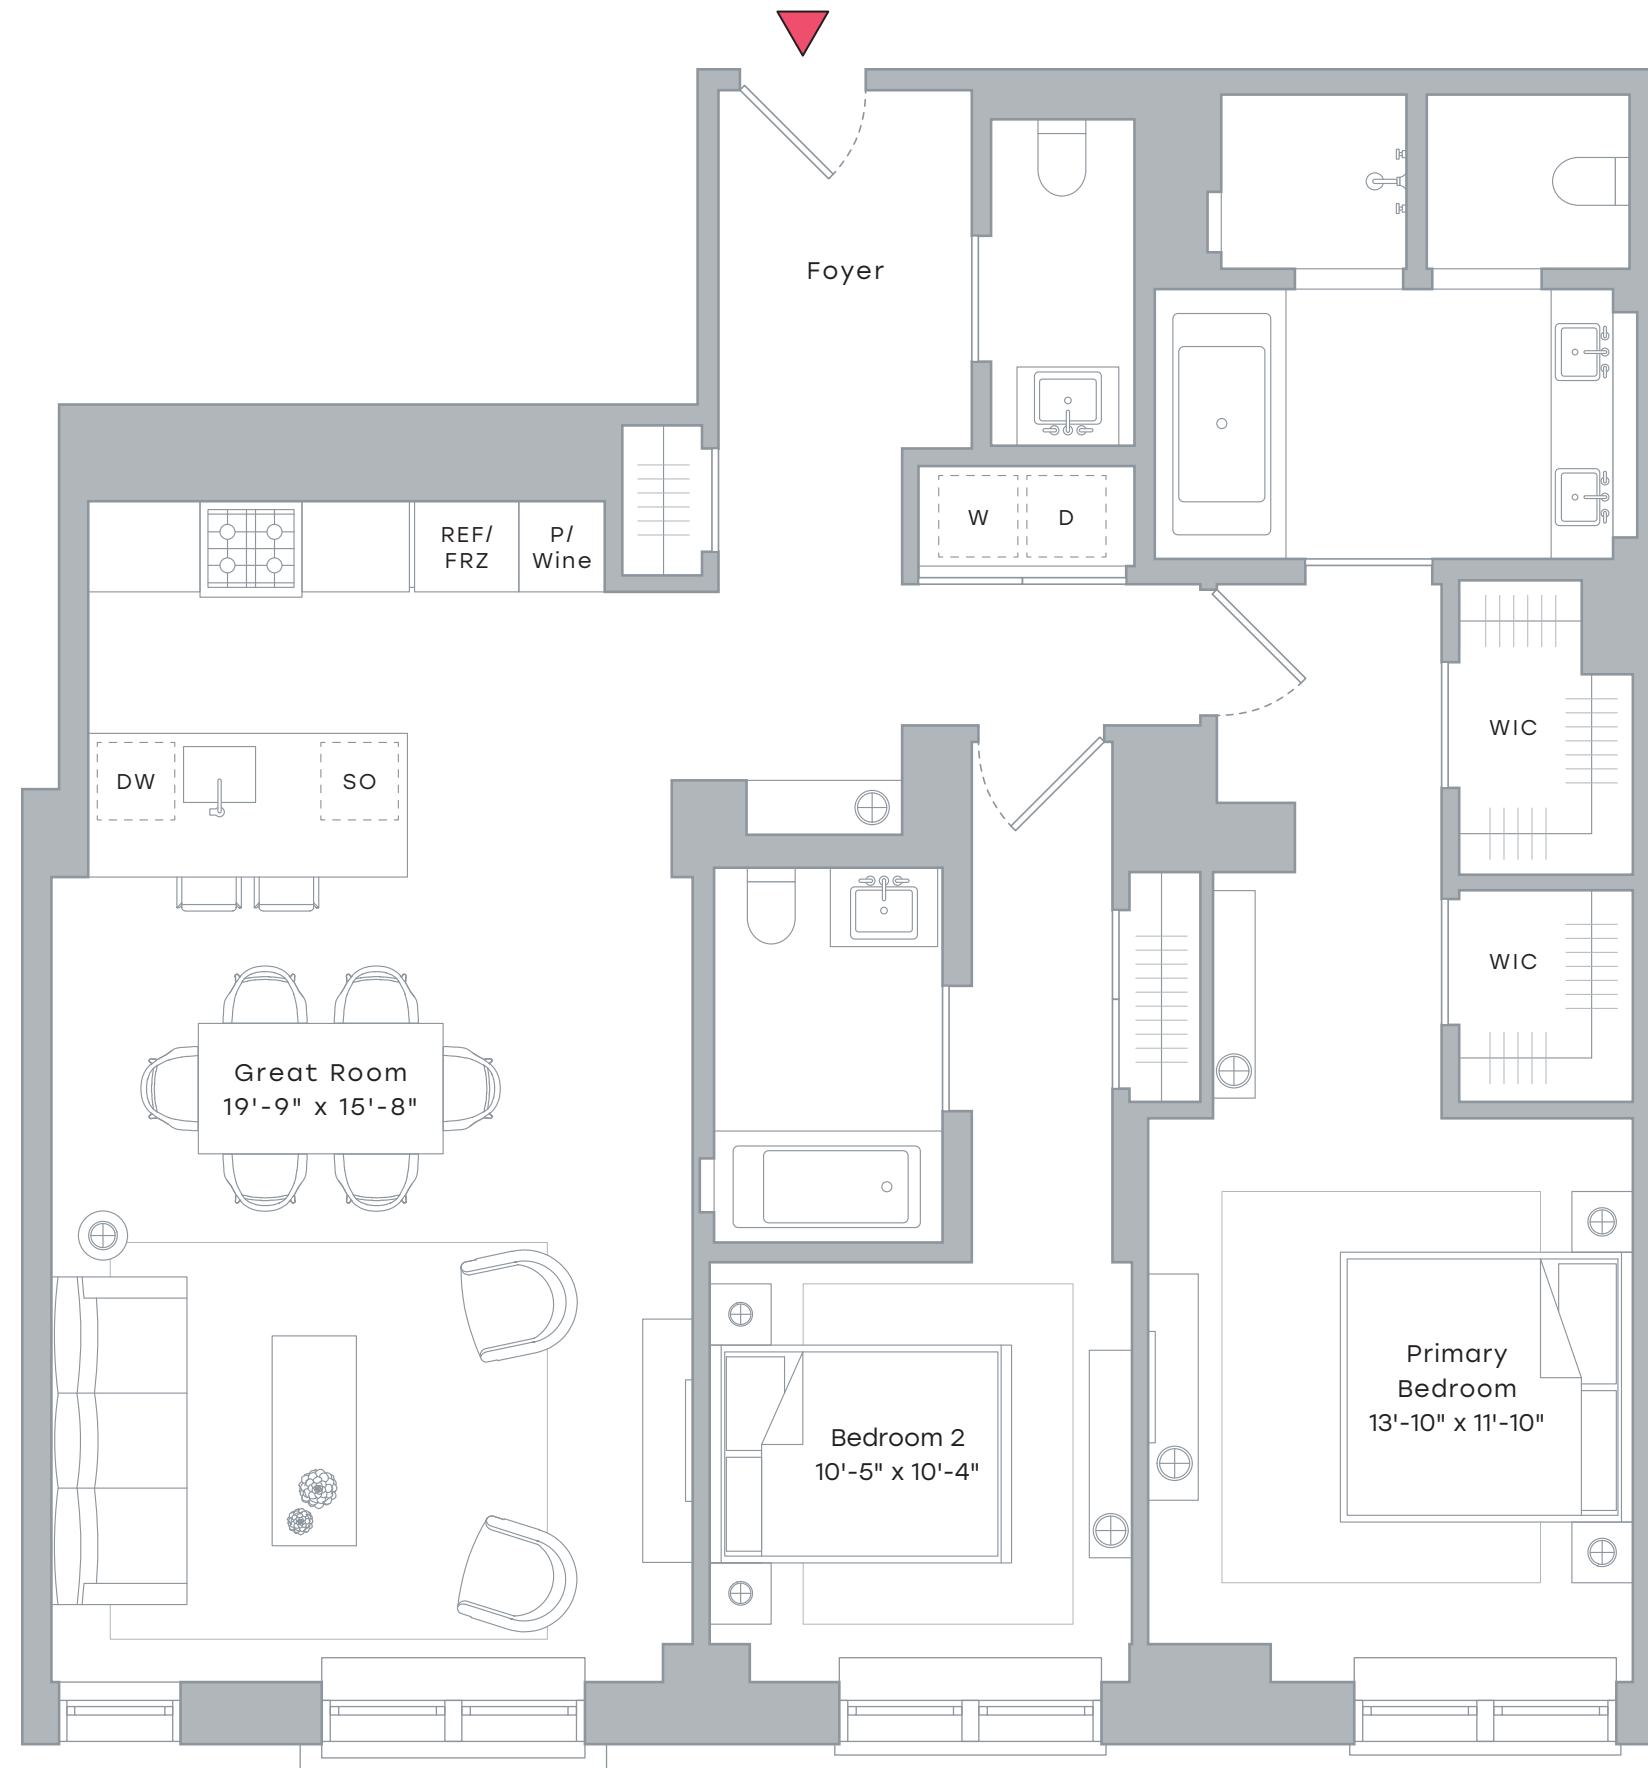 Foyer
REF/
FRZ
P/
Wine
W
D
DW
SO
WIC
WIC
Great Room
19'-9" x 15'-8"
Primary
Bedroom
13'-10" x 11'-10"
Bedroom 2
10'-5" x 10'-4"